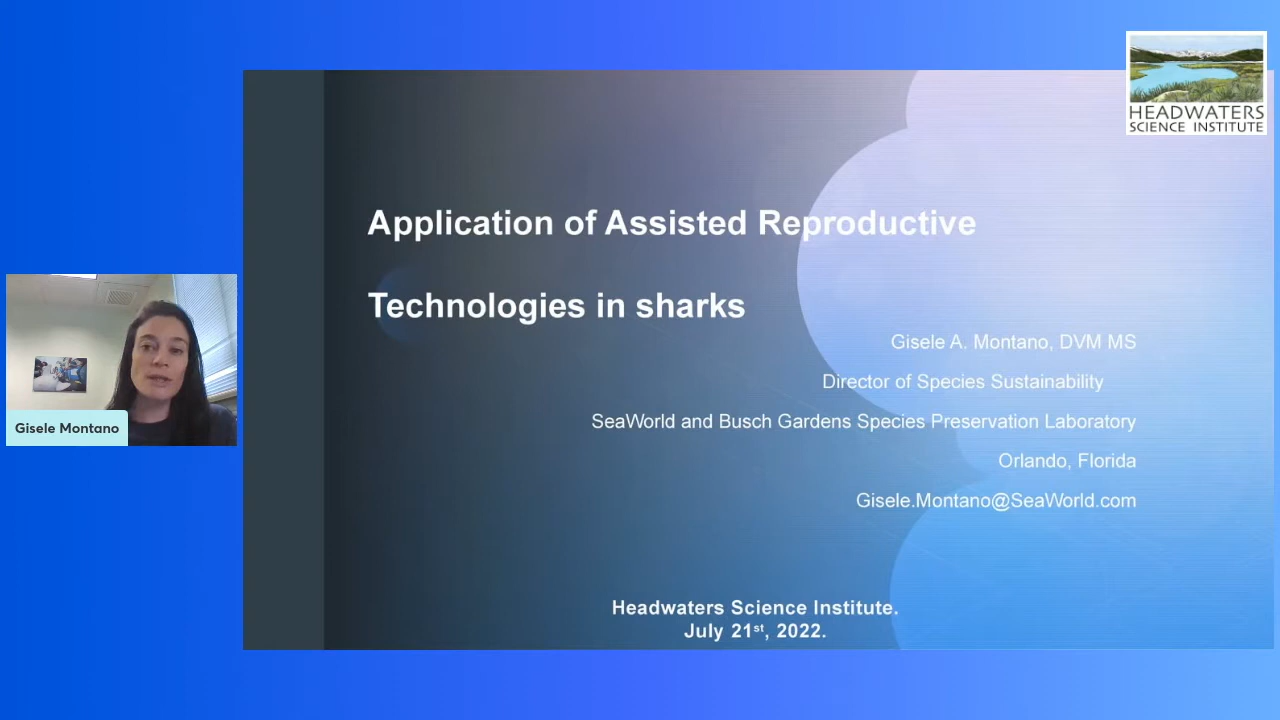 HEADWATERS
SCIENCE INSTITUTE
Application of Assisted Reproductive
Technologies in sharks
Gisele A. Montano, DVM MS
Director of Species Sustainability
SeaWorld and Busch Gardens Species Preservation Laboratory
Orlando, Florida
Gisele.Montano@SeaWorld.com
Gisele Montano
Headwaters Science Institute.
July 21st, 2022.